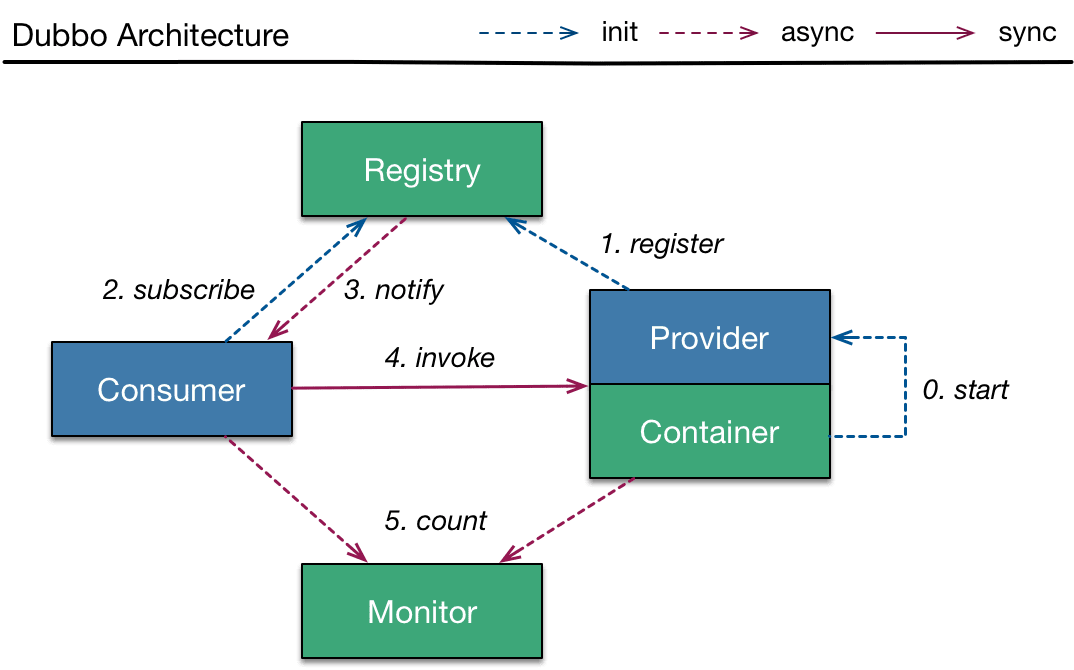 Dubbo Architecture
init
async
sync
Registry
1. register
2. subscribe
3. notify
Provider
4. invoke
Consumer
0. start
Container
5. count
Monitor